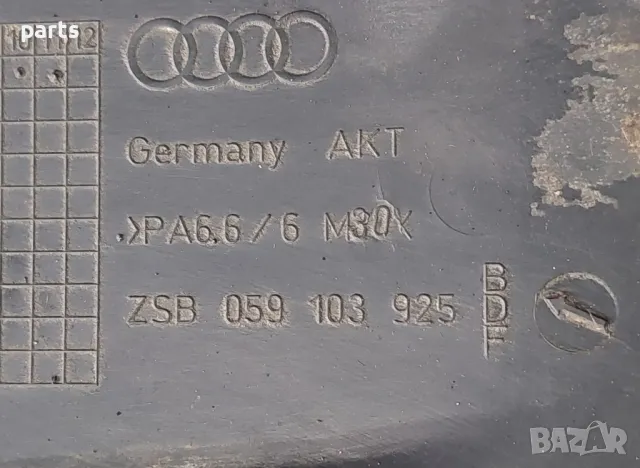 parts
10 11 12
Germany AKT
>PA6.6/6 M30<
ZSB 059 103 925 B
D
F
BAZAR